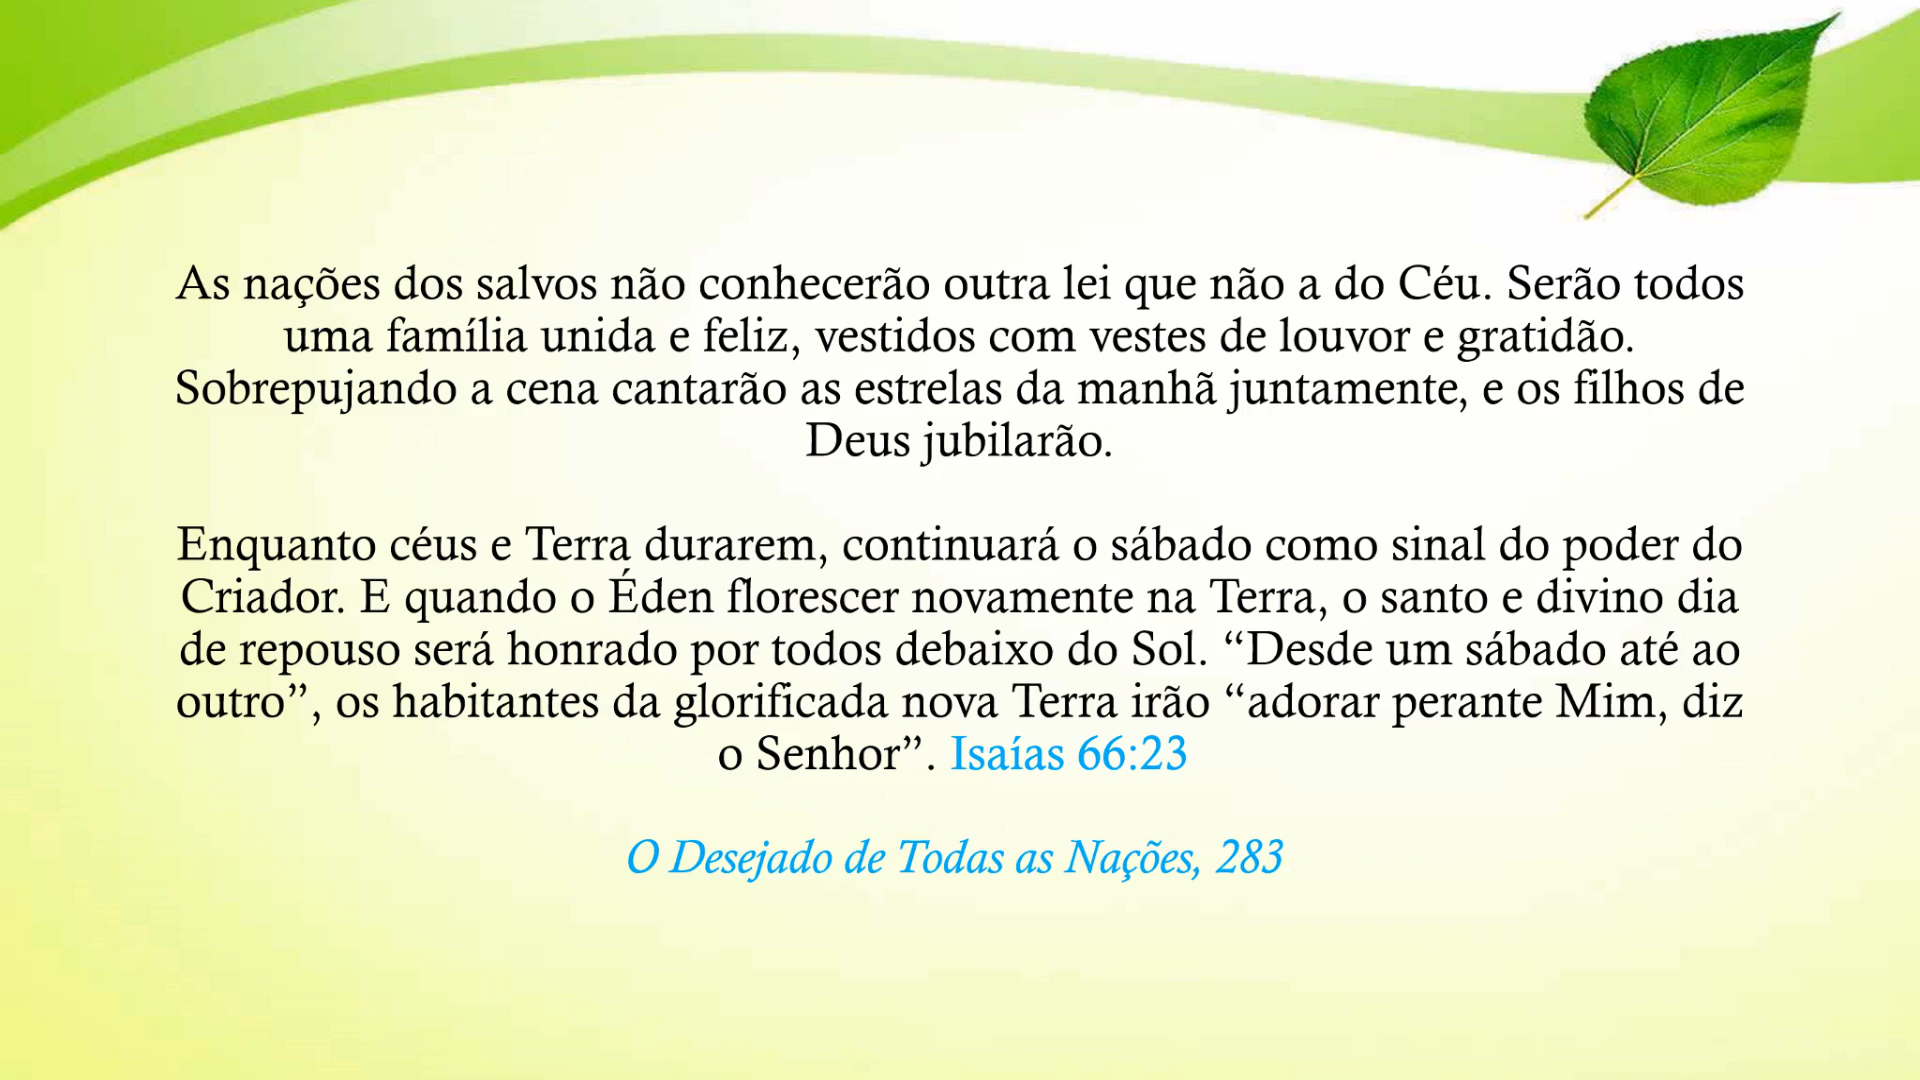 As nações dos salvos não conhecerão outra lei que não a do Céu. Serão todos
uma família unida e feliz, vestidos com vestes de louvor e gratidão.
Sobrepujando a cena cantarão as estrelas da manhã juntamente, e os filhos de
Deus jubilarão.
Enquanto céus e Terra durarem, continuará o sábado como sinal do poder do
Criador. E quando o Éden florescer novamente na Terra, o santo e divino dia
de repouso será honrado por todos debaixo do Sol. “Desde um sábado até ao
outro”, os habitantes da glorificada nova Terra irão “adorar perante Mim, diz
o Senhor”. Isaías 66:23
O Desejado de Todas as Nações, 283